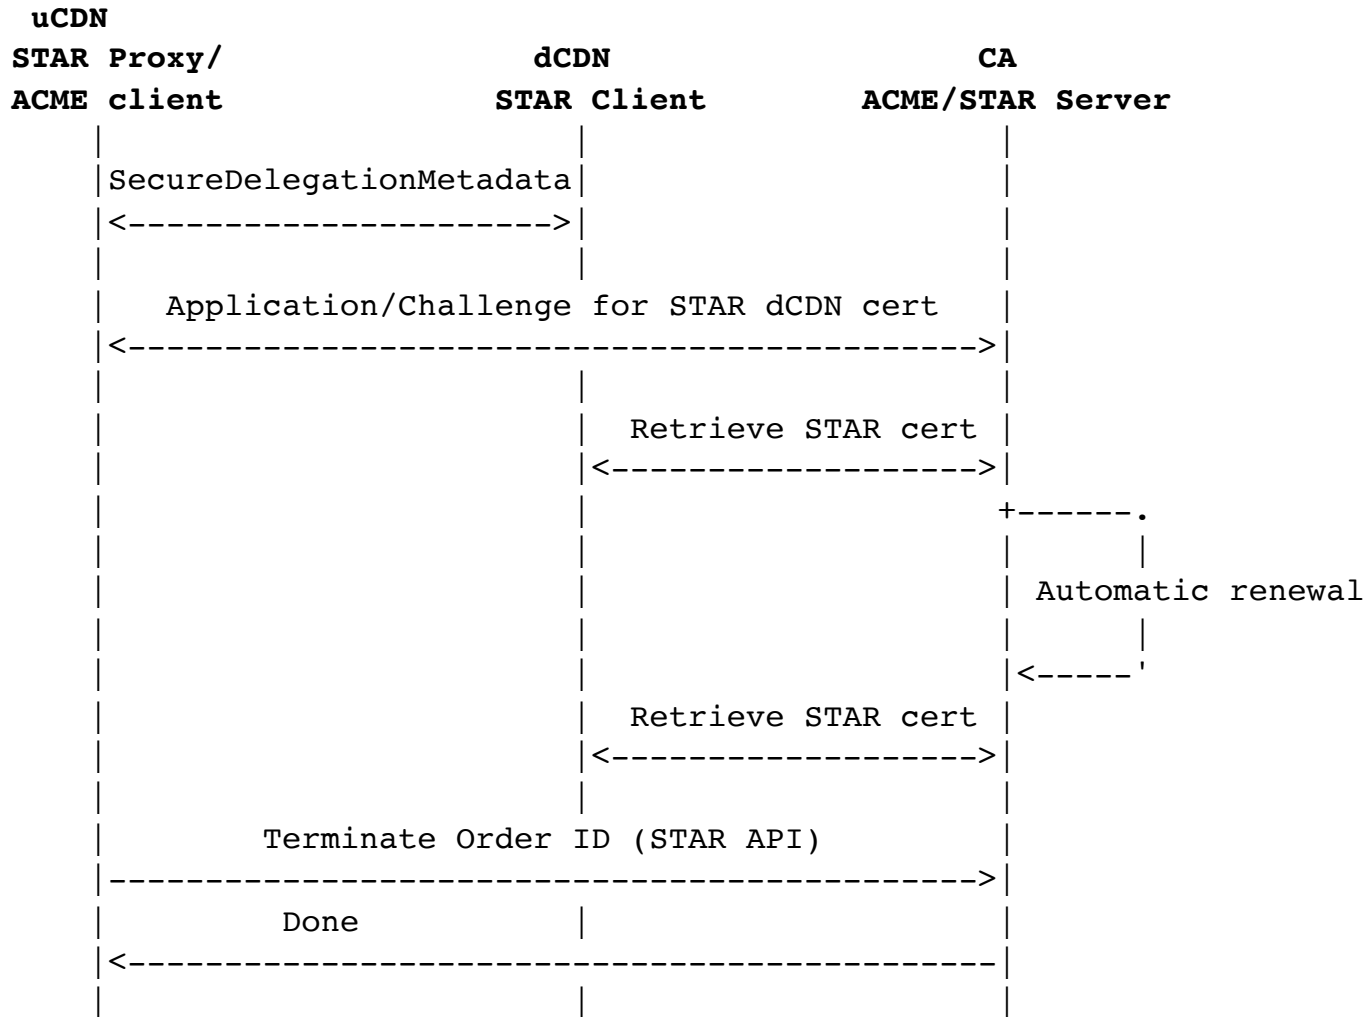 uCDN
STAR Proxy/ dCDN CA
ACME client STAR Client ACME/STAR Server
SecureDelegationMetadata
Application/Challenge for STAR dCDN cert
Retrieve STAR cert
Automatic renewal
Retrieve STAR cert
Terminate Order ID (STAR API)
Done